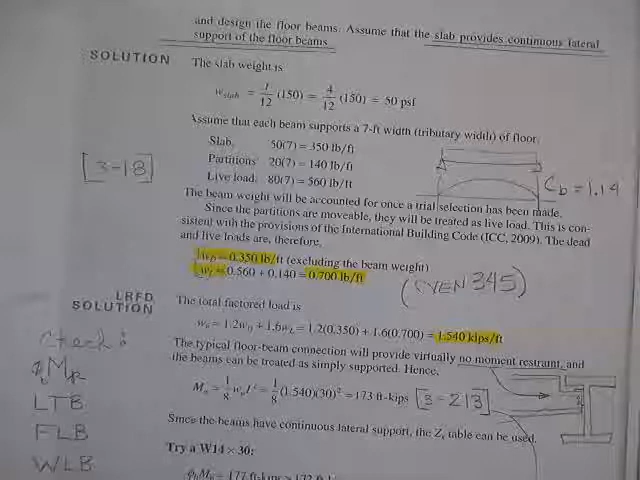 and design the floor beams. Assume that the slab provides continuous lateral
support of the floor beams
SOLUTION The slab weight is
w_slab = t/12 (150) = 4/12 (150) = 50 psf
Assume that each beam supports a 7-ft width (tributary width) of floor.
Slab: 50(7) = 350 lb/ft
[3-18]
Partitions: 20(7) = 140 lb/ft
Live load: 80(7) = 560 lb/ft
C_b = 1.14
The beam weight will be accounted for once a trial selection has been made.
Since the partitions are moveable, they will be treated as live load. This is con-
sistent with the provisions of the International Building Code (ICC, 2009). The dead
and live loads are, therefore,
w_D = 0.350 lb/ft (excluding the beam weight)
w_L = 0.560 + 0.140 = 0.700 lb/ft
(CVEN 345)
LRFD
SOLUTION
The total factored load is
w_u = 1.2w_D + 1.6w_L = 1.2(0.350) + 1.6(0.700) = 1.540 kips/ft
Check:
The typical floor-beam connection will provide virtually no moment restraint, and
the beams can be treated as simply supported. Hence,
M_u = 1/8 w_u L² = 1/8 (1.540)(30)² = 173 ft-kips [3-213]
LTB
Since the beams have continuous lateral support, the Z_x table can be used.
FLB
Try a W14 × 30:
WLB